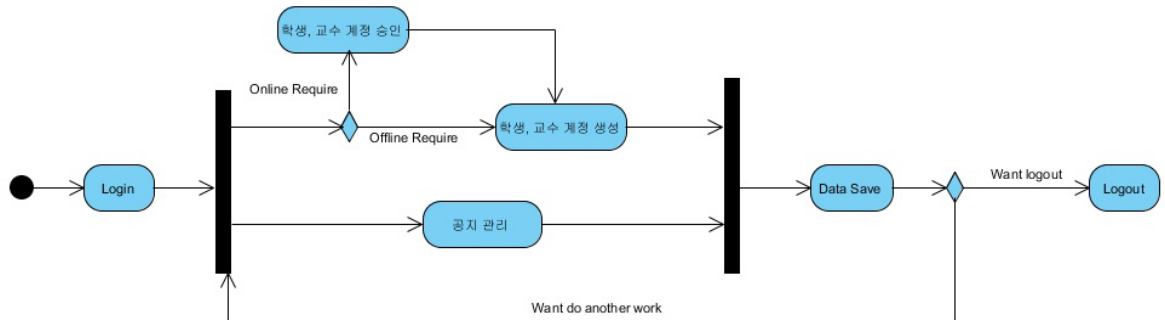 학생, 교수 계정 승인
Online Require
Offline Require
학생, 교수 계정 생성
Login
공지 관리
Data Save
Want logout
Logout
Want do another work